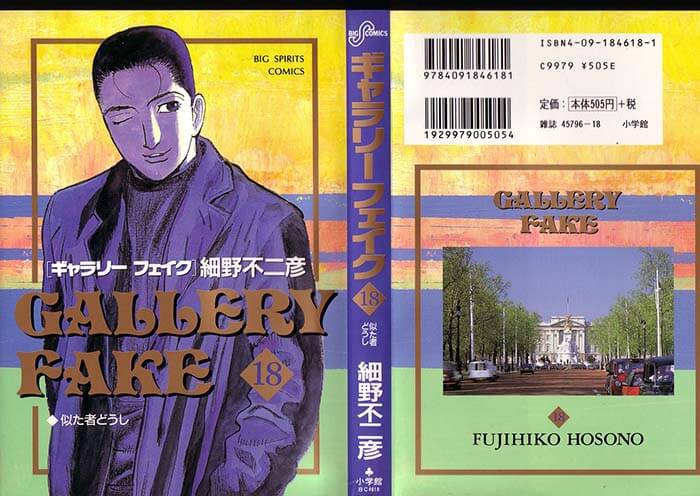 BIG SPIRITS
COMICS
[ギャラリー フェイク]細野不二彦
GALLERY
FAKE
18
◆似た者どうし
BIG
COMICS
ギャラリーフェイク
18
似た者
どうし
細野不二彦
小学館
9784091846181
1929979005054
ISBN4-09-184618-1
C9979 ¥505E
定価:本体505円+税
雑誌 45796-18 小学館
GALLERY
FAKE
18
FUJIHIKO HOSONO